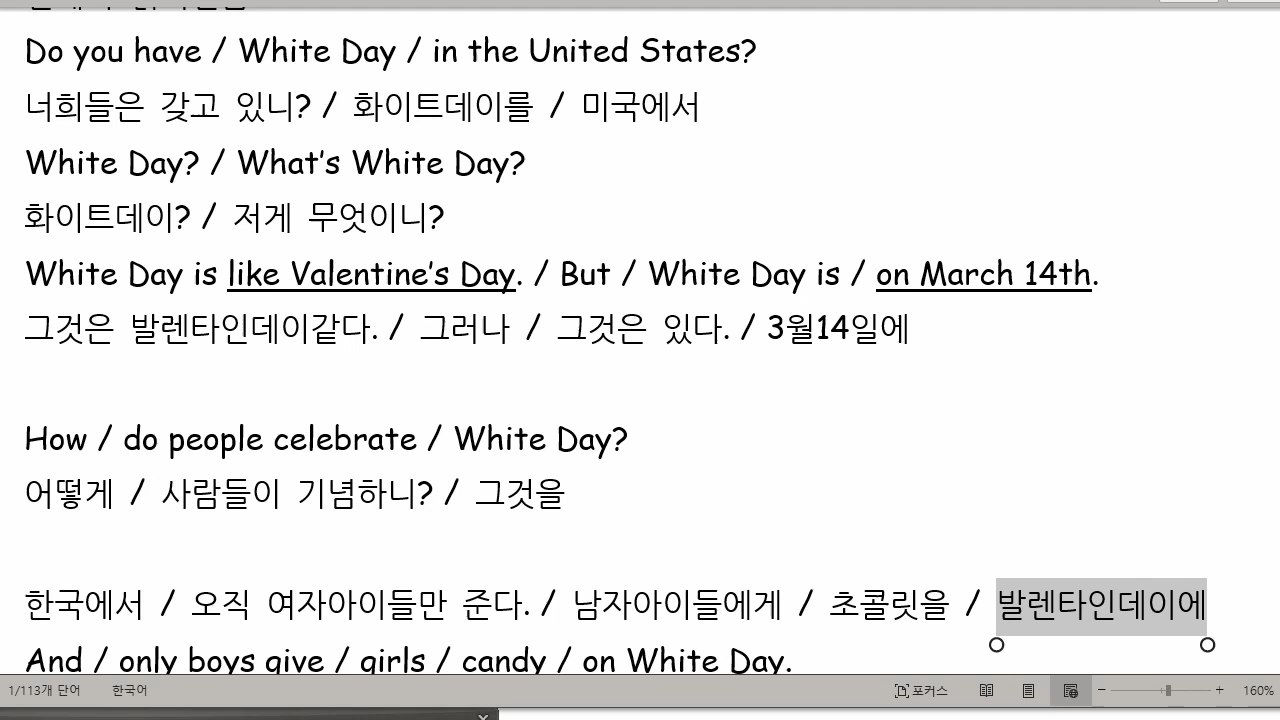 Do you have / White Day / in the United States?
너희들은 갖고 있니? / 화이트데이를 / 미국에서
White Day? / What's White Day?
화이트데이? / 저게 무엇이니?
White Day is like Valentine's Day. / But / White Day is / on March 14th.
그것은 발렌타인데이같다. / 그러나 / 그것은 있다. / 3월14일에
How / do people celebrate / White Day?
어떻게 / 사람들이 기념하니? / 그것을
한국에서 / 오직 여자아이들만 준다. / 남자아이들에게 / 초콜릿을 / 발렌타인데이에
And / only boys give / girls / candy / on White Day.
1/113개 단어 한국어 포커스 160%